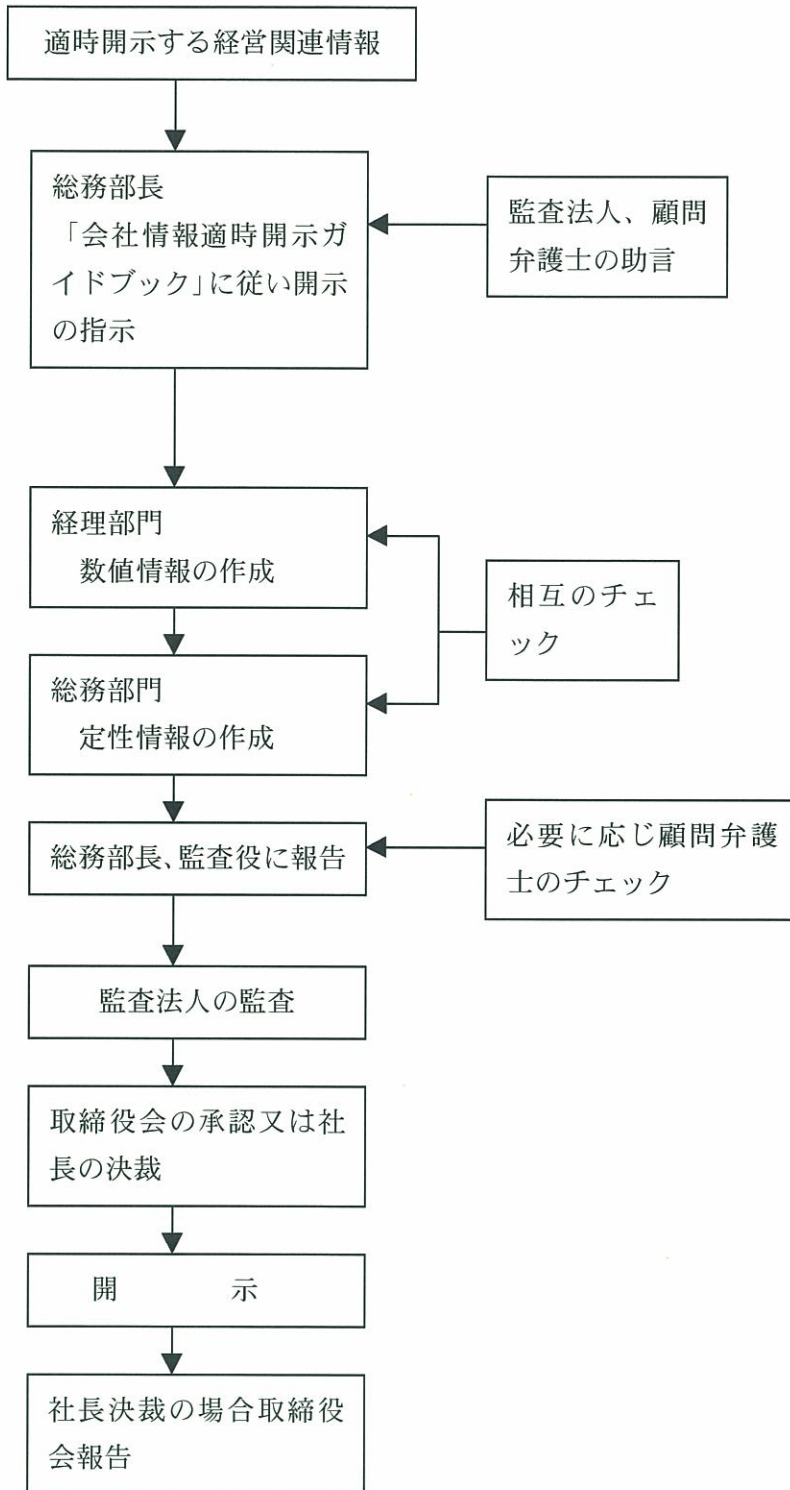 適時開示する経営関連情報
総務部長
「会社情報適時開示ガ
イドブック」に従い開示
の指示
監査法人、顧問
弁護士の助言
経理部門
数値情報の作成
相互のチェ
ック
総務部門
定性情報の作成
総務部長、監査役に報告
必要に応じ顧問弁護
士のチェック
監査法人の監査
取締役会の承認又は社
長の決裁
開　　　　示
社長決裁の場合取締役
会報告